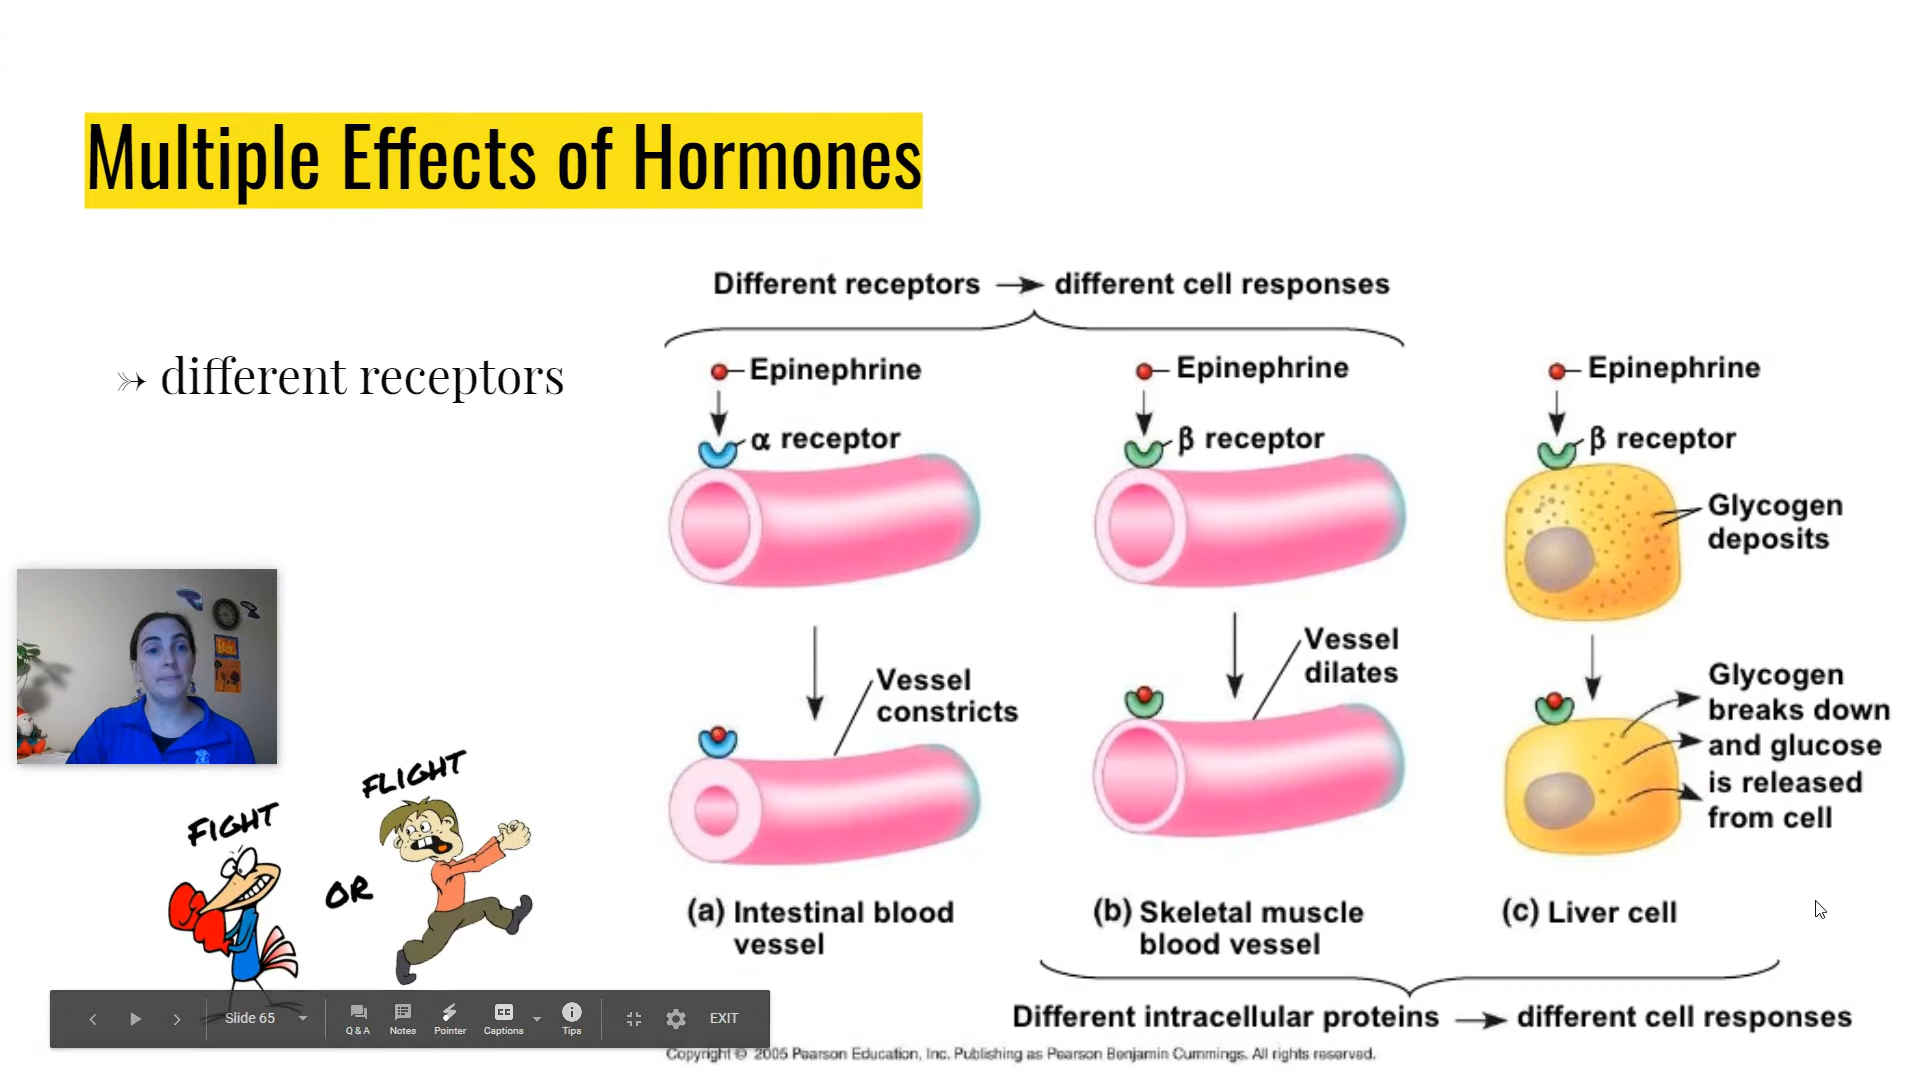 Multiple Effects of Hormones
different receptors
Different receptors → different cell responses
Epinephrine
α receptor
Vessel
constricts
(a) Intestinal blood
vessel
Epinephrine
β receptor
Vessel
dilates
(b) Skeletal muscle
blood vessel
Epinephrine
β receptor
Glycogen
deposits
Glycogen
breaks down
and glucose
is released
from cell
(c) Liver cell
Different intracellular proteins → different cell responses
Copyright © 2005 Pearson Education, Inc. Publishing as Pearson Benjamin Cummings. All rights reserved.
FIGHT
OR
FLIGHT
Slide 65
Q & A
Notes
Pointer
CC
Captions
Tips
EXIT